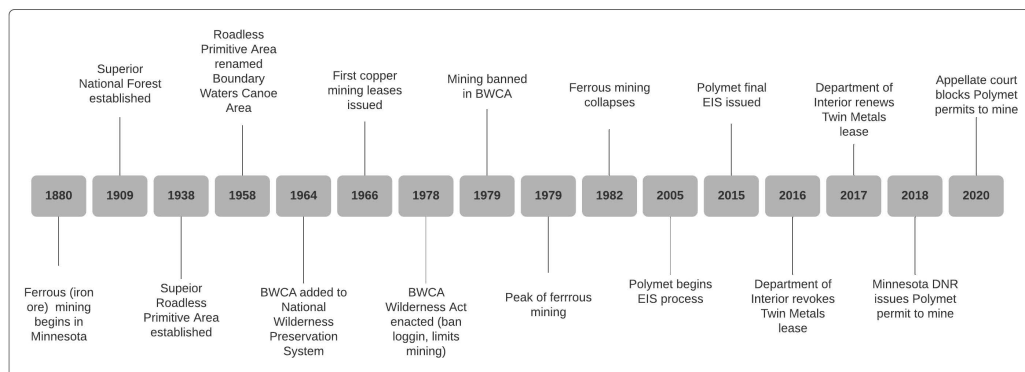 Superior
National Forest
established
Roadless
Primitive Area
renamed
Boundary
Waters Canoe
Area
First copper
mining leases
issued
Mining banned
in BWCA
Ferrous mining
collapses
Polymet final
EIS issued
Department of
Interior renews
Twin Metals
lease
Appellate court
blocks Polymet
permits to mine
1880
1909
1938
1958
1964
1966
1978
1979
1979
1982
2005
2015
2016
2017
2018
2020
Ferrous (iron
ore) mining
begins in
Minnesota
Supeior
Roadless
Primitive Area
established
BWCA added to
National
Wilderness
Preservation
System
BWCA
Wilderness Act
enacted (ban
loggin, limits
mining)
Peak of ferrrous
mining
Polymet begins
EIS process
Department of
Interior revokes
Twin Metals
lease
Minnesota DNR
issues Polymet
permit to mine